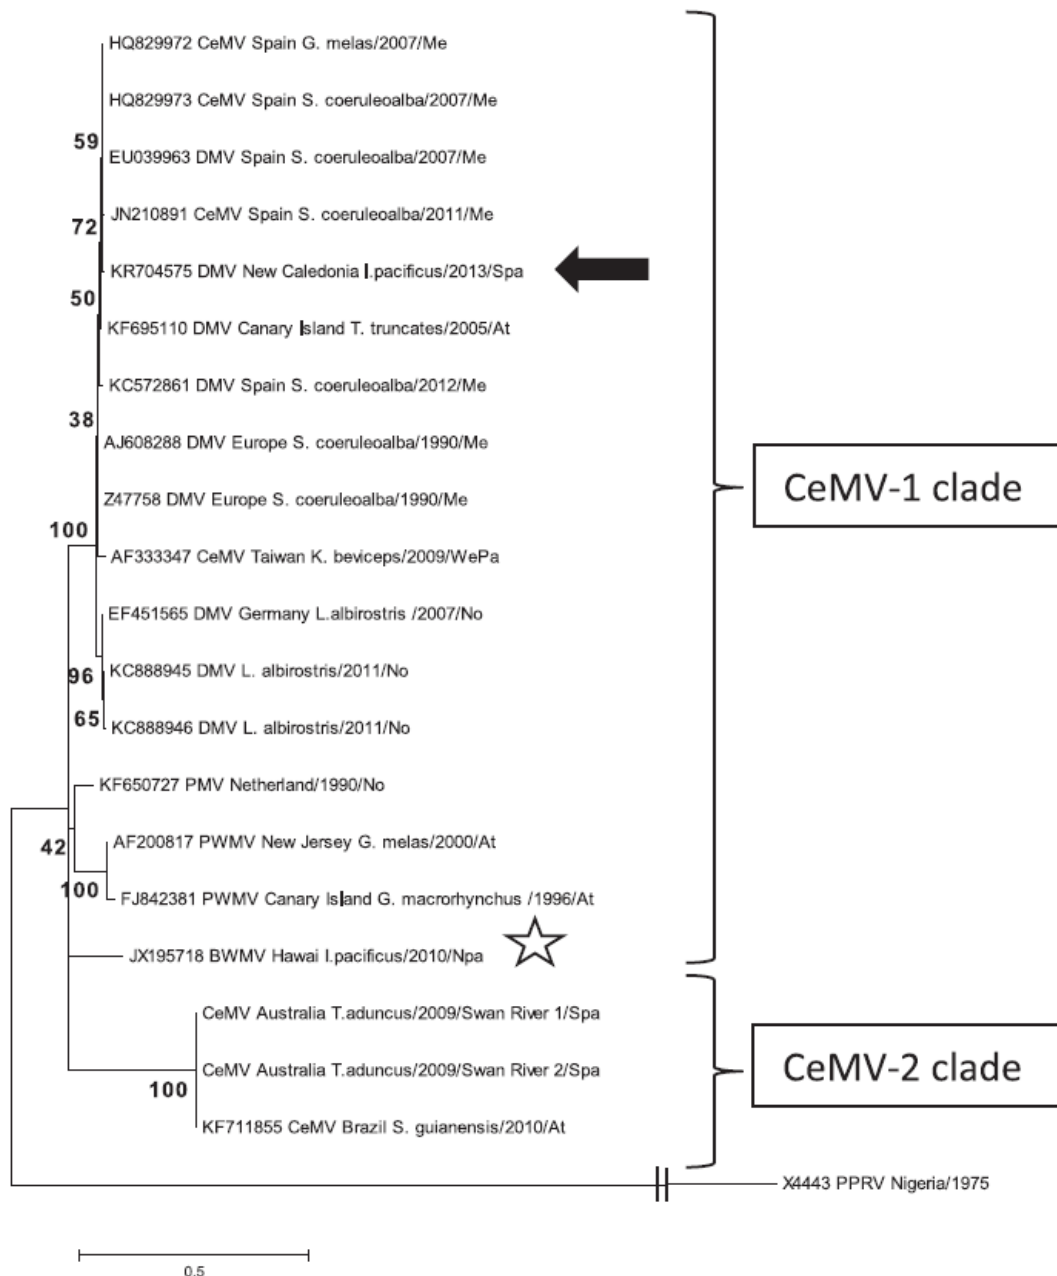 HQ829972 CeMV Spain G. melas/2007/Me
HQ829973 CeMV Spain S. coeruleoalba/2007/Me
59
EU039963 DMV Spain S. coeruleoalba/2007/Me
JN210891 CeMV Spain S. coeruleoalba/2011/Me
72
KR704575 DMV New Caledonia I.pacificus/2013/Spa
50
KF695110 DMV Canary Island T. truncates/2005/At
KC572861 DMV Spain S. coeruleoalba/2012/Me
38
AJ608288 DMV Europe S. coeruleoalba/1990/Me
CeMV-1 clade
Z47758 DMV Europe S. coeruleoalba/1990/Me
100
AF333347 CeMV Taiwan K. beviceps/2009/WePa
EF451565 DMV Germany L.albirostris /2007/No
96
KC888945 DMV L. albirostris/2011/No
65
KC888946 DMV L. albirostris/2011/No
KF650727 PMV Netherland/1990/No
42
AF200817 PWMV New Jersey G. melas/2000/At
100
FJ842381 PWMV Canary Island G. macrorhynchus /1996/At
JX195718 BWMV Hawai I.pacificus/2010/Npa
CeMV Australia T.aduncus/2009/Swan River 1/Spa
CeMV Australia T.aduncus/2009/Swan River 2/Spa
CeMV-2 clade
100
KF711855 CeMV Brazil S. guianensis/2010/At
X4443 PPRV Nigeria/1975
0.5